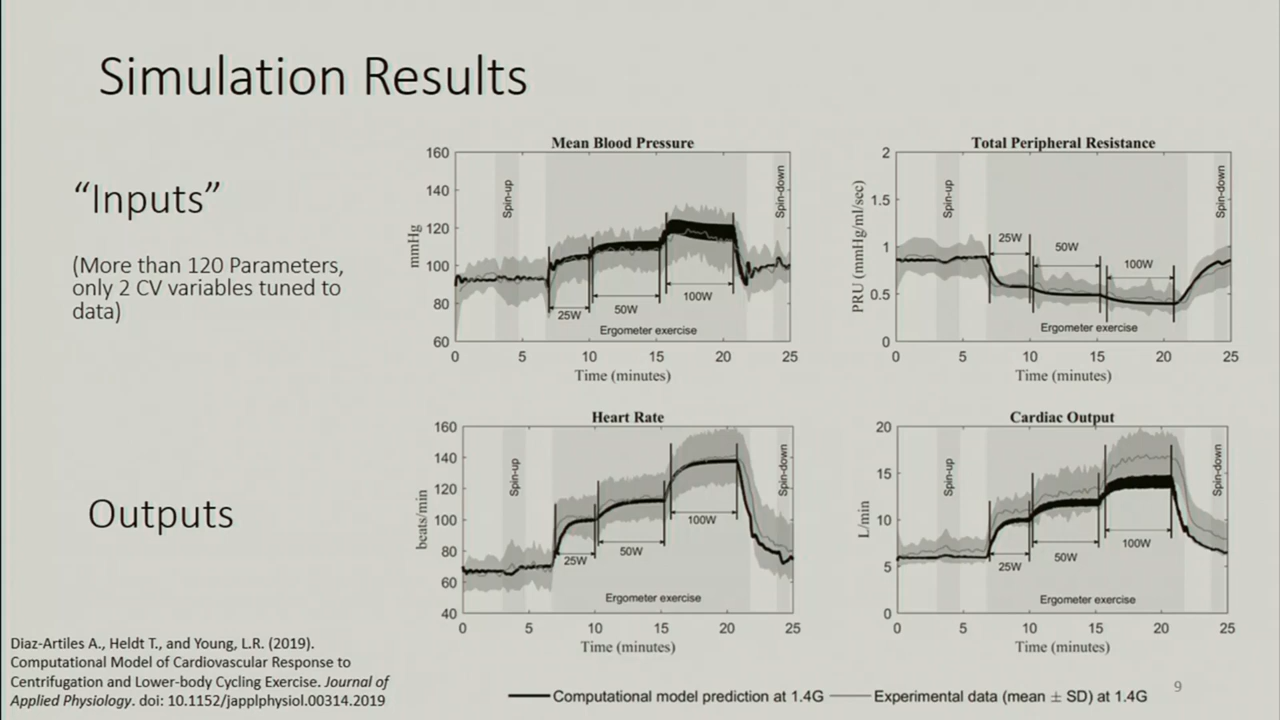 Simulation Results
“Inputs”
(More than 120 Parameters,
only 2 CV variables tuned to
data)
Outputs
Diaz-Artiles A., Heldt T., and Young, L.R. (2019).
Computational Model of Cardiovascular Response to
Centrifugation and Lower-body Cycling Exercise. Journal of
Applied Physiology. doi: 10.1152/japplphysiol.00314.2019
Mean Blood Pressure
160
140
120
100
80
60
mmHg
Spin-up
Spin-down
25W
50W
100W
Ergometer exercise
0 5 10 15 20 25
Time (minutes)
Total Peripheral Resistance
2
1.5
1
0.5
0
PRU (mmHg/ml/sec)
Spin-up
Spin-down
25W
50W
100W
Ergometer exercise
0 5 10 15 20 25
Time (minutes)
Heart Rate
160
140
120
100
80
60
40
beats/min
Spin-up
Spin-down
25W
50W
100W
Ergometer exercise
0 5 10 15 20 25
Time (minutes)
Cardiac Output
20
15
10
5
0
L/min
Spin-up
Spin-down
25W
50W
100W
Ergometer exercise
0 5 10 15 20 25
Time (minutes)
Computational model prediction at 1.4G Experimental data (mean ± SD) at 1.4G
9